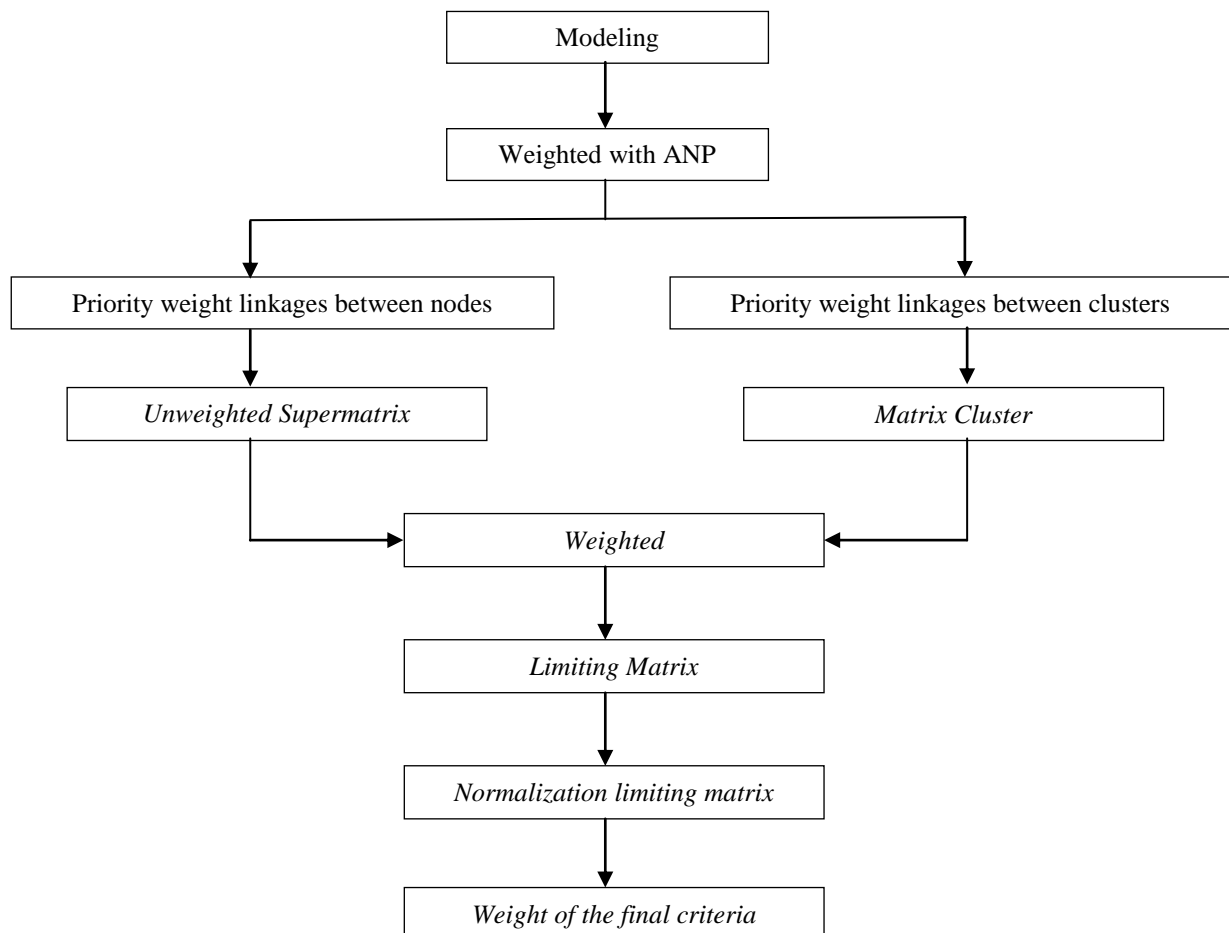 Modeling
Weighted with ANP
Priority weight linkages between nodes
Priority weight linkages between clusters
Unweighted Supermatrix
Matrix Cluster
Weighted
Limiting Matrix
Normalization limiting matrix
Weight of the final criteria